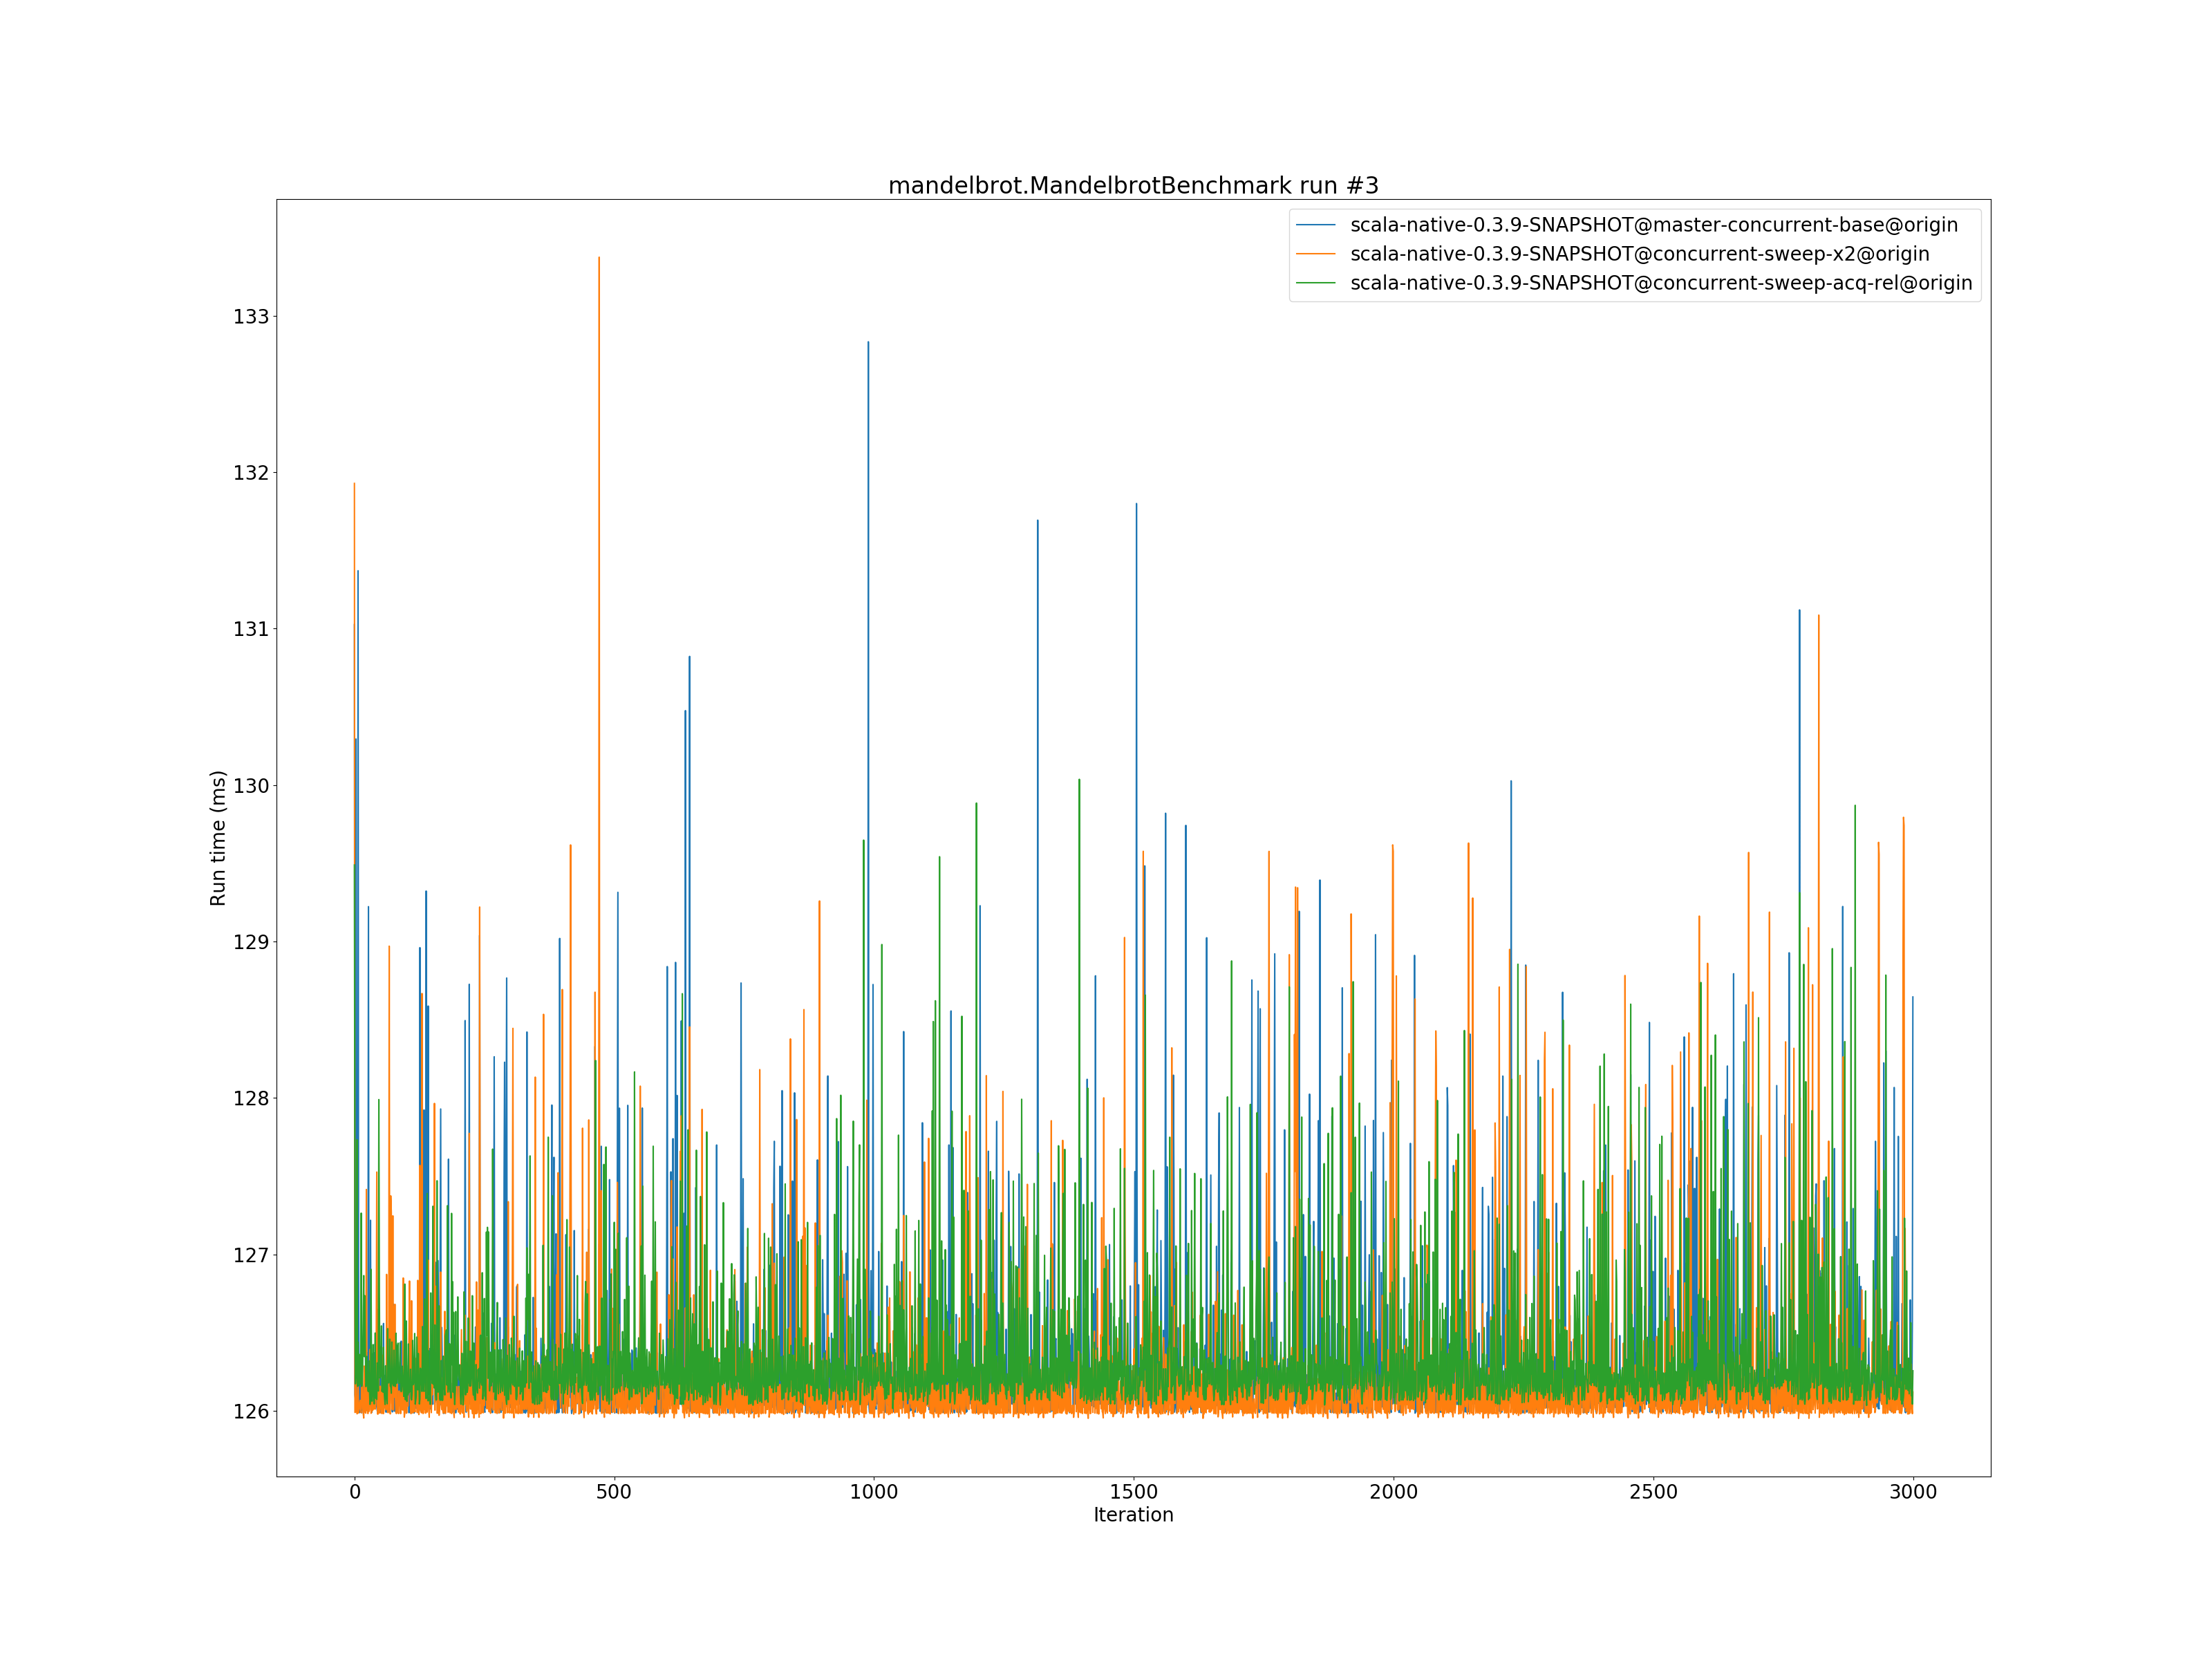 mandelbrot.MandelbrotBenchmark run #3
scala-native-0.3.9-SNAPSHOT@master-concurrent-base@origin
scala-native-0.3.9-SNAPSHOT@concurrent-sweep-x2@origin
scala-native-0.3.9-SNAPSHOT@concurrent-sweep-acq-rel@origin
Run time (ms)
133
132
131
130
129
128
127
126
0 500 1000 1500 2000 2500 3000
Iteration